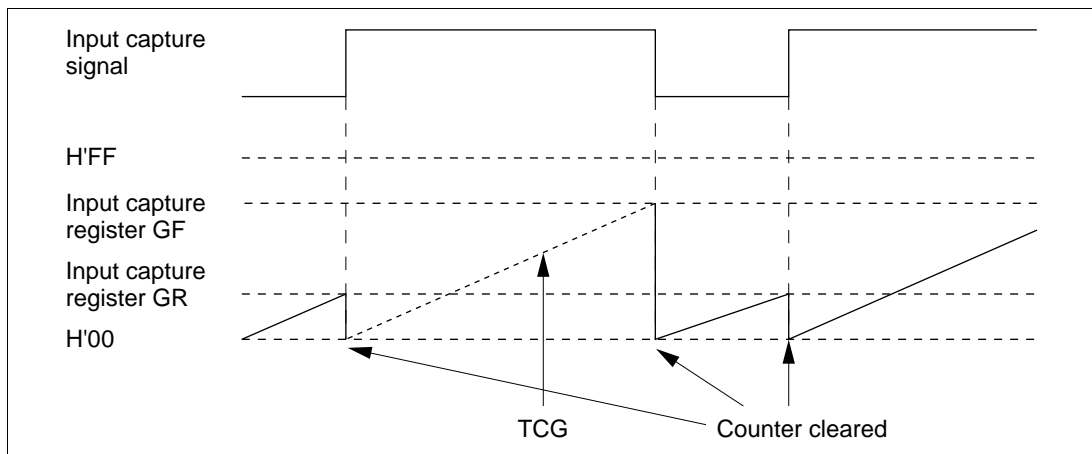 Input capture
signal
H'FF
Input capture
register GF
Input capture
register GR
H'00
TCG
Counter cleared